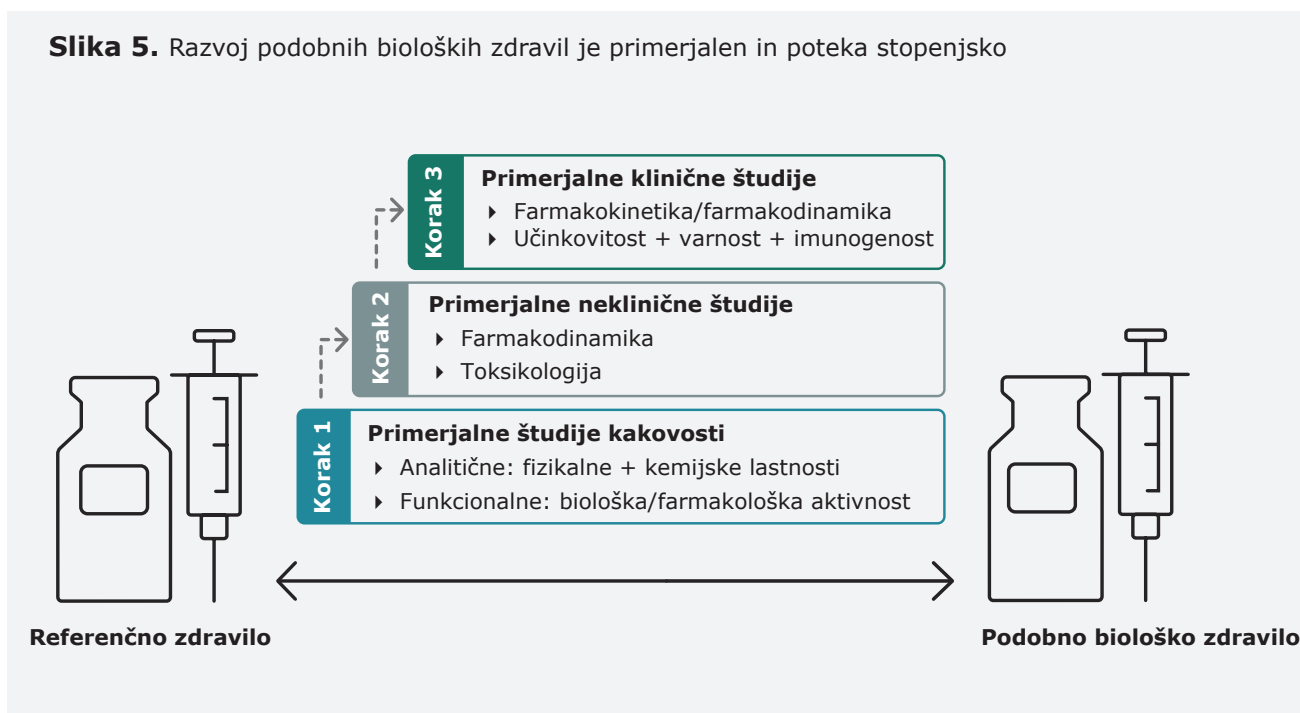 Slika 5. Razvoj podobnih bioloških zdravil je primerjalen in poteka stopenjsko
Korak 3
Primerjalne klinične študije
Farmakokinetika/farmakodinamika
Učinkovitost + varnost + imunogenost
Korak 2
Primerjalne neklinične študije
Farmakodinamika
Toksikologija
Korak 1
Primerjalne študije kakovosti
Analitične: fizikalne + kemijske lastnosti
Funkcionalne: biološka/farmakološka aktivnost
Referenčno zdravilo
Podobno biološko zdravilo